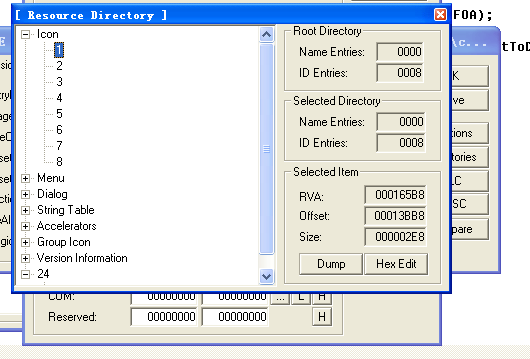 [ Resource Directory ]
FOA);
Icon
1
2
3
4
5
6
7
8
Menu
Dialog
String Table
Accelerators
Group Icon
Version Information
24
Root Directory
Name Entries: 0000
ID Entries: 0008
Selected Directory
Name Entries: 0000
ID Entries: 0008
Selected Item
RVA: 000165B8
Offset: 00013BB8
Size: 000002E8
Dump
Hex Edit
\c...
K
ve
tions
tories
LC
SC
pare
ttToD
COM: 00000000 00000000 ... L H
Reserved: 00000000 00000000 H